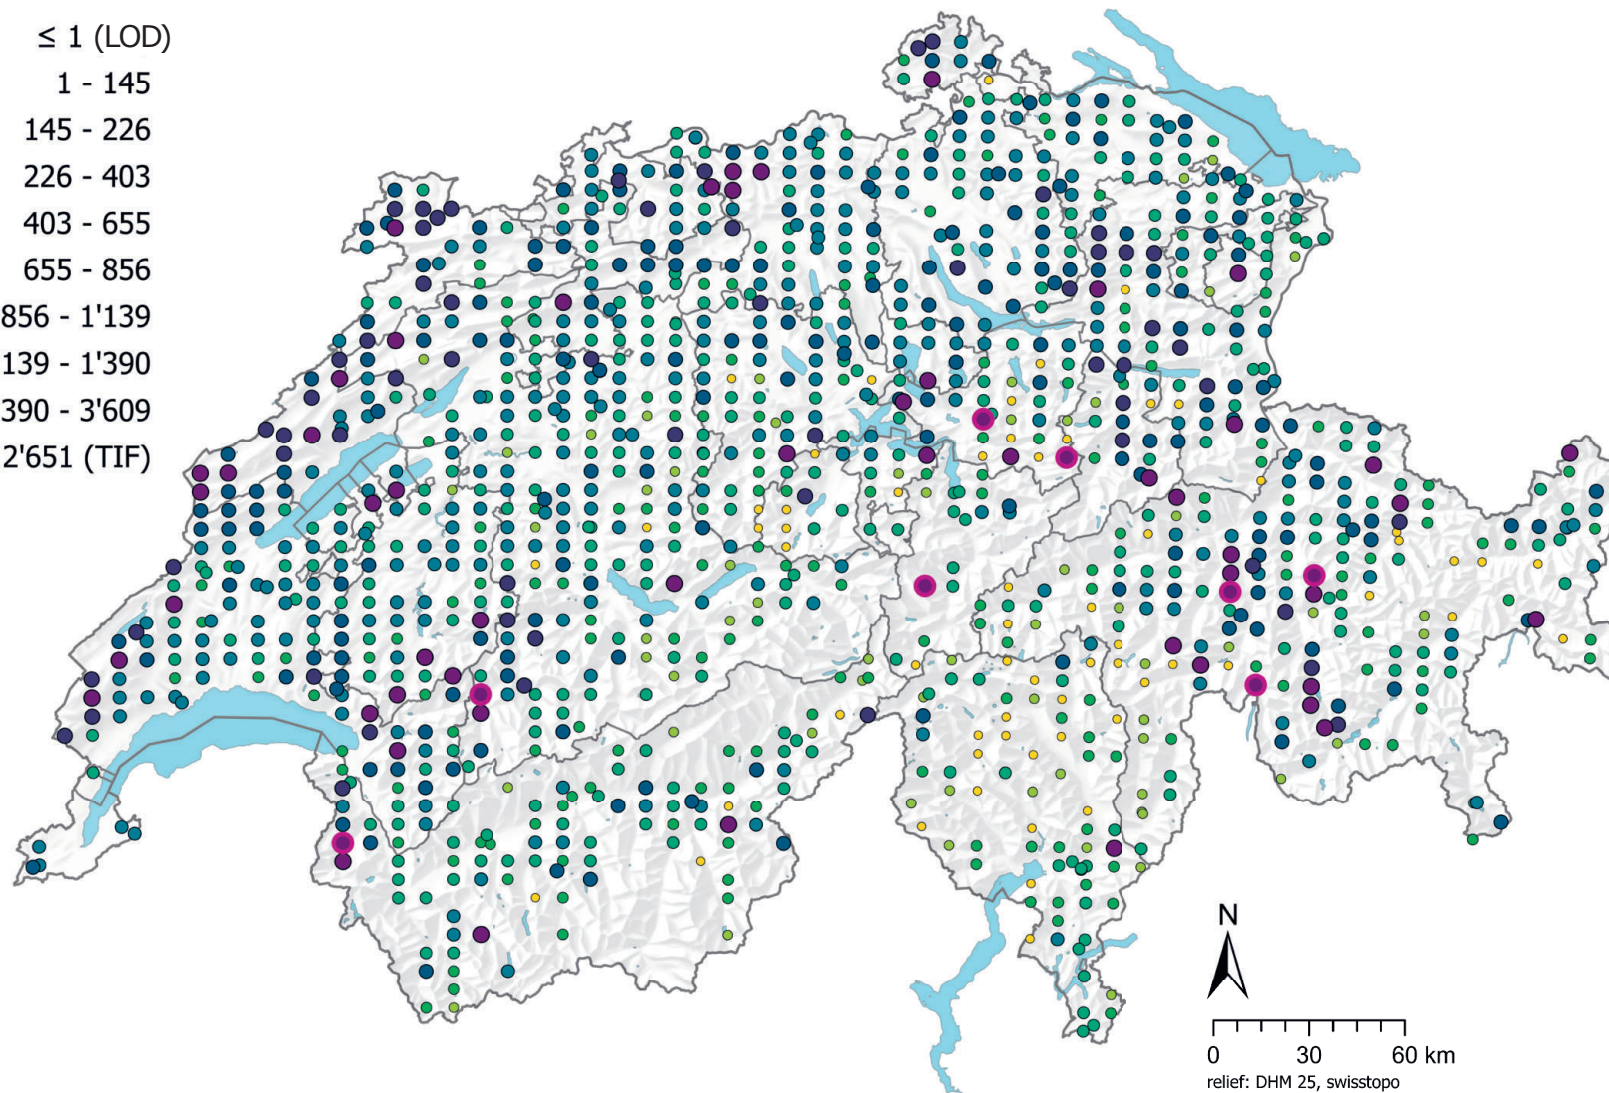 ≤ 1 (LOD)
1 - 145
145 - 226
226 - 403
403 - 655
655 - 856
856 - 1'139
139 - 1'390
390 - 3'609
2'651 (TIF)
N
0 30 60 km
relief: DHM 25, swisstopo